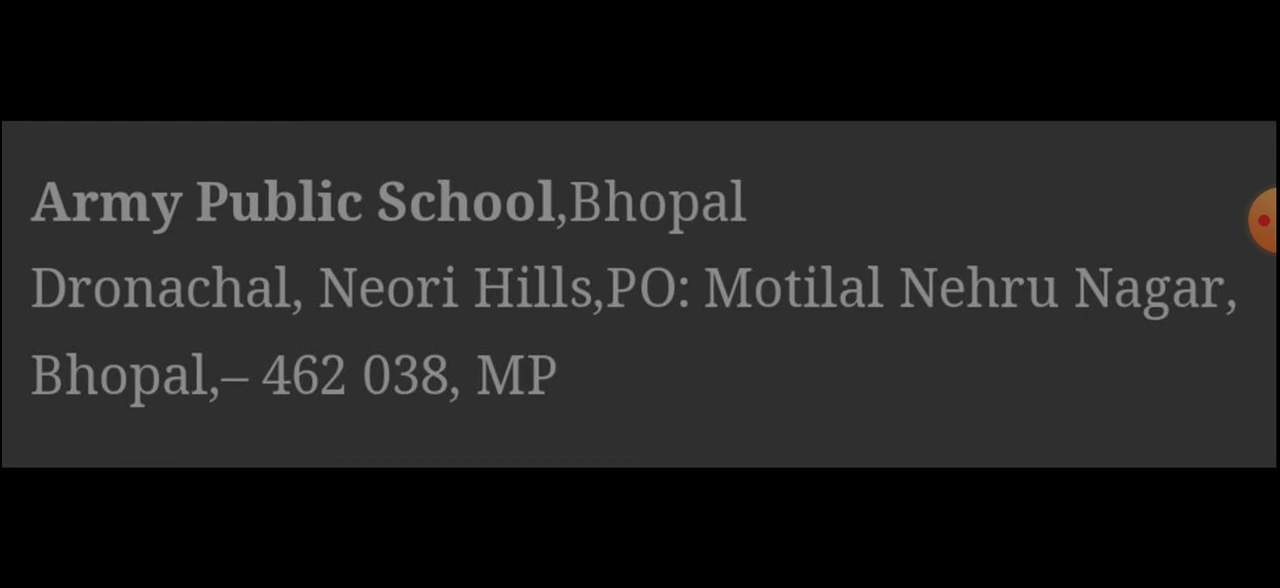 Army Public School,Bhopal
Dronachal, Neori Hills,PO: Motilal Nehru Nagar,
Bhopal,– 462 038, MP